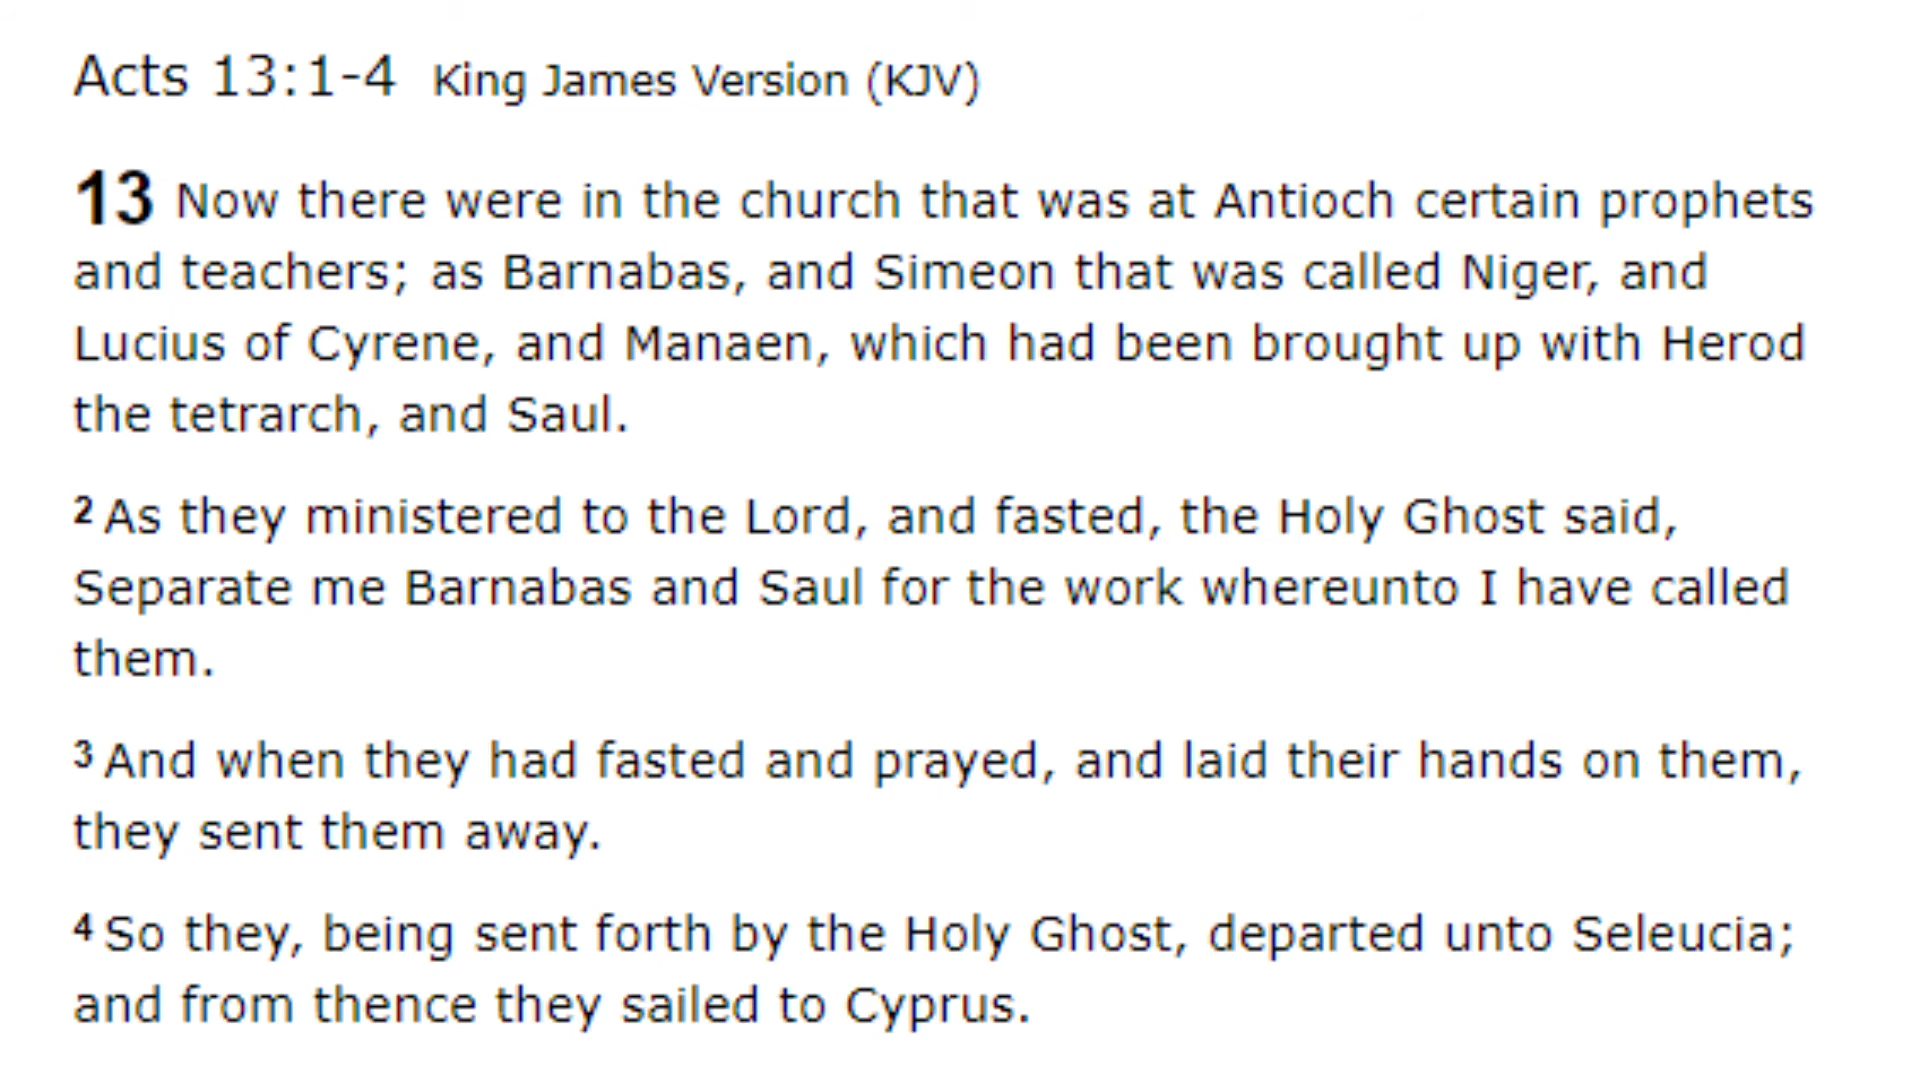 Acts 13:1-4 King James Version (KJV)
13 Now there were in the church that was at Antioch certain prophets
and teachers; as Barnabas, and Simeon that was called Niger, and
Lucius of Cyrene, and Manaen, which had been brought up with Herod
the tetrarch, and Saul.
2 As they ministered to the Lord, and fasted, the Holy Ghost said,
Separate me Barnabas and Saul for the work whereunto I have called
them.
3 And when they had fasted and prayed, and laid their hands on them,
they sent them away.
4 So they, being sent forth by the Holy Ghost, departed unto Seleucia;
and from thence they sailed to Cyprus.